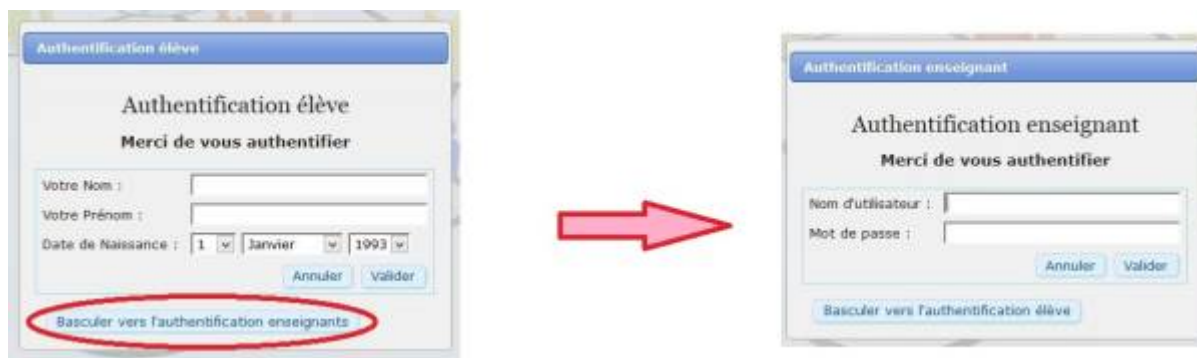 Authentification élève
Authentification élève
Merci de vous authentifier
Votre Nom :
Votre Prénom :
Date de Naissance : 1 Janvier 1993
Annuler Valider
Basculer vers l'authentification enseignants
Authentification enseignant
Authentification enseignant
Merci de vous authentifier
Nom d'utilisateur :
Mot de passe :
Annuler Valider
Basculer vers l'authentification élève